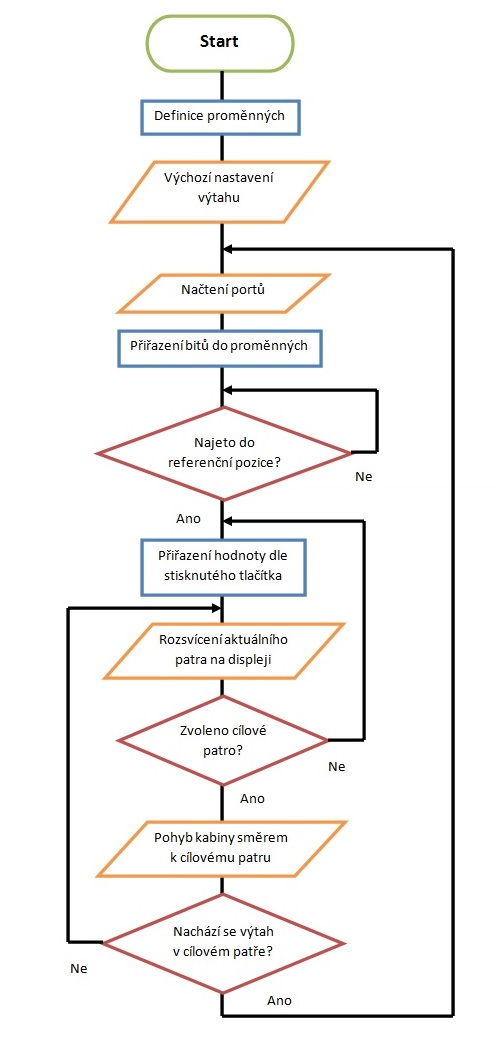 Start
Definice proměnných
Výchozí nastavení
výtahu
Načtení portů
Přiřazení bitů do proměnných
Najeto do
referenční pozice?
Ne
Ano
Přiřazení hodnoty dle
stisknutého tlačítka
Rozsvícení aktuálního
patra na displeji
Zvoleno cílové
patro?
Ne
Ano
Pohyb kabiny směrem
k cílovému patru
Nachází se výtah
v cílovém patře?
Ne
Ano